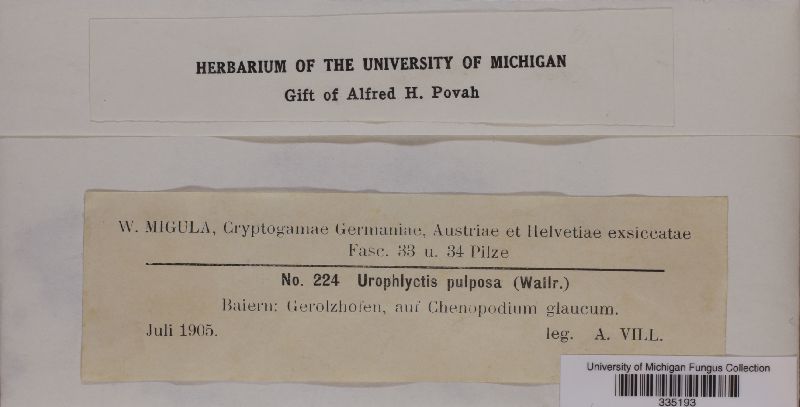 HERBARIUM OF THE UNIVERSITY OF MICHIGAN
Gift of Alfred H. Povah
W. MIGULA, Cryptogamae Germaniae, Austriae et Helvetiae exsiccatae
Fasc. 33 u. 34 Pilze
No. 224 Urophlyctis pulposa (Wallr.)
Baiern: Gerolzhofen, auf Chenopodium glaucum.
Juli 1905. leg. A. VILL.
University of Michigan Fungus Collection
335193